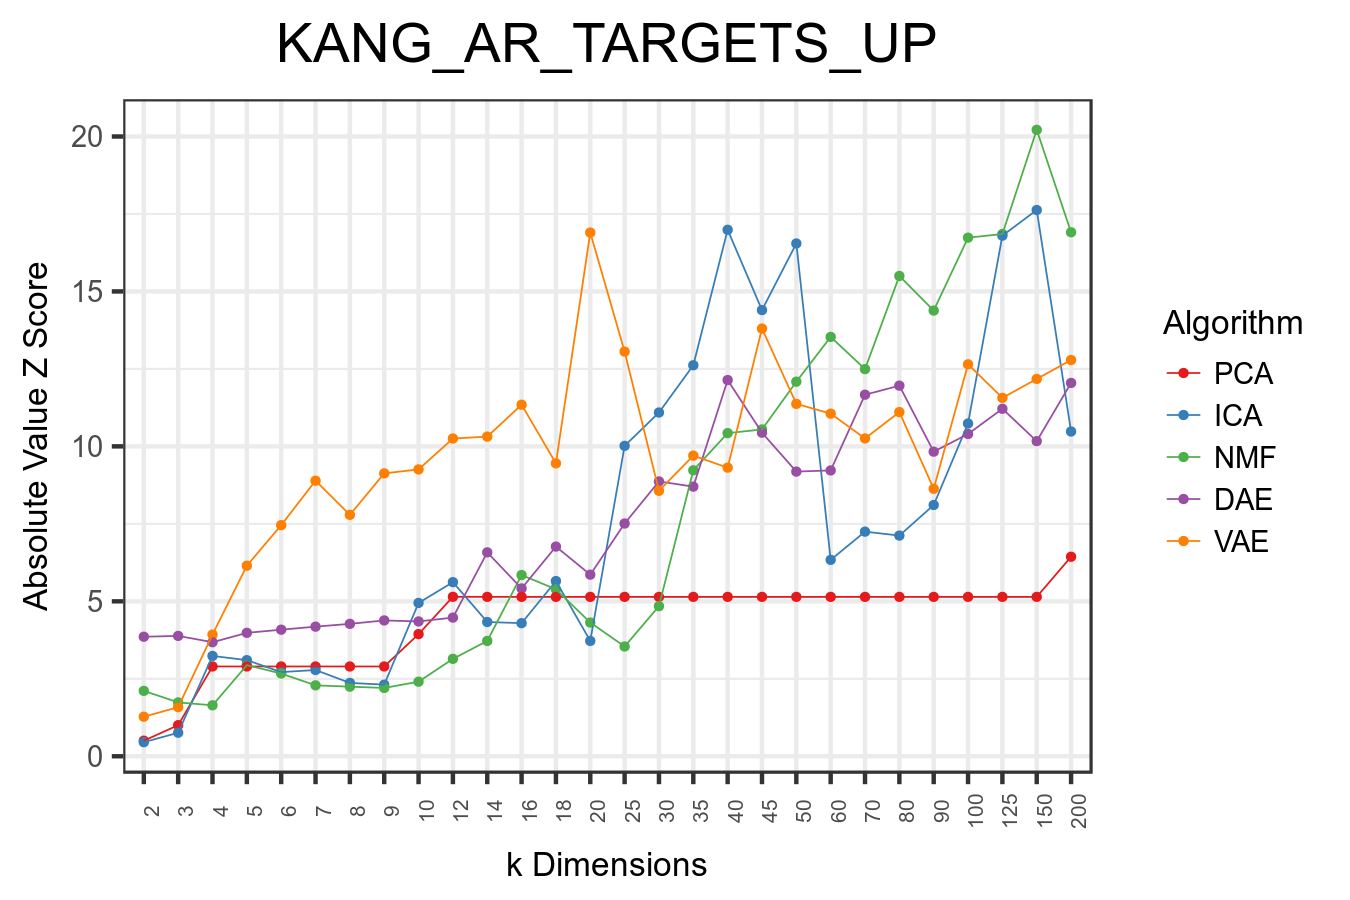 KANG_AR_TARGETS_UP
Absolute Value Z Score
20
15
10
5
0
2 3 4 5 6 7 8 9 10 12 14 16 18 20 25 30 35 40 45 50 60 70 80 90 100 125 150 200
k Dimensions
Algorithm
PCA
ICA
NMF
DAE
VAE